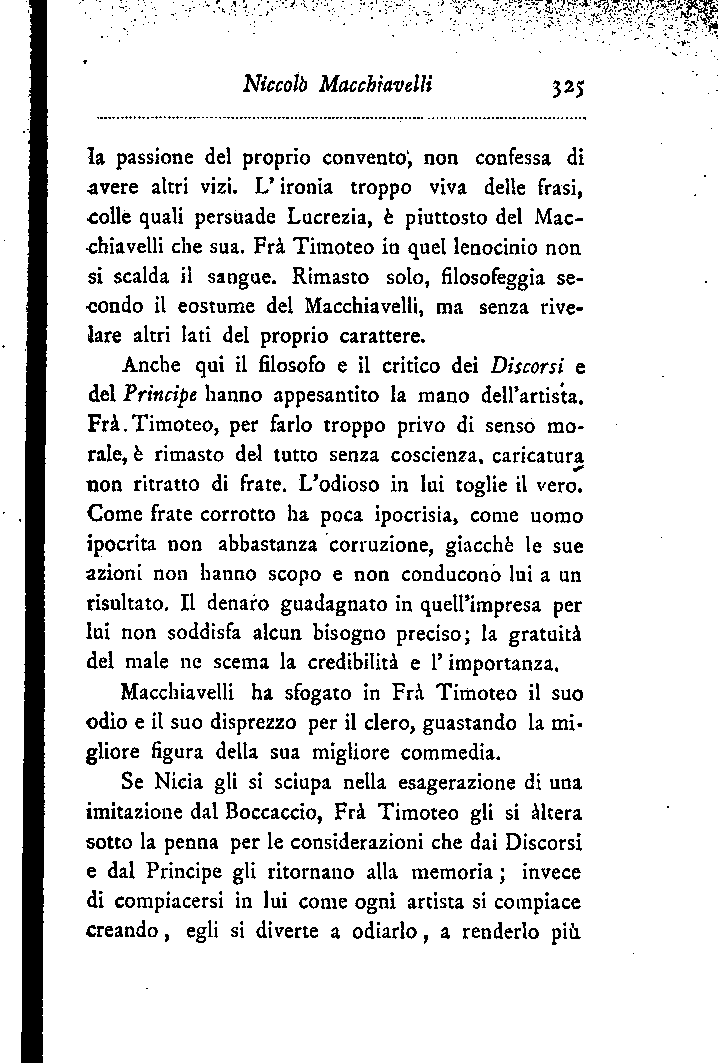 Niccolò Macchiavelli 325
la passione del proprio convento, non confessa di
avere altri vizi. L'ironia troppo viva delle frasi,
colle quali persuade Lucrezia, è piuttosto del Mac-
chiavelli che sua. Frà Timoteo in quel lenocinio non
si scalda il sangue. Rimasto solo, filosofeggia se-
condo il eostume del Macchiavelli, ma senza rive-
lare altri lati del proprio carattere.
Anche qui il filosofo e il critico dei Discorsi e
del Principe hanno appesantito la mano dell'artista.
Frà Timoteo, per farlo troppo privo di senso mo-
rale, è rimasto del tutto senza coscienza, caricatura
non ritratto di frate. L'odioso in lui toglie il vero.
Come frate corrotto ha poca ipocrisia, come uomo
ipocrita non abbastanza corruzione, giacchè le sue
azioni non hanno scopo e non conducono lui a un
risultato. Il denaro guadagnato in quell'impresa per
lui non soddisfa alcun bisogno preciso; la gratuità
del male ne scema la credibilità e l'importanza.
Macchiavelli ha sfogato in Frà Timoteo il suo
odio e il suo disprezzo per il clero, guastando la mi-
gliore figura della sua migliore commedia.
Se Nicia gli si sciupa nella esagerazione di una
imitazione dal Boccaccio, Frà Timoteo gli si àltera
sotto la penna per le considerazioni che dai Discorsi
e dal Principe gli ritornano alla memoria; invece
di compiacersi in lui come ogni artista si compiace
creando, egli si diverte a odiarlo, a renderlo più